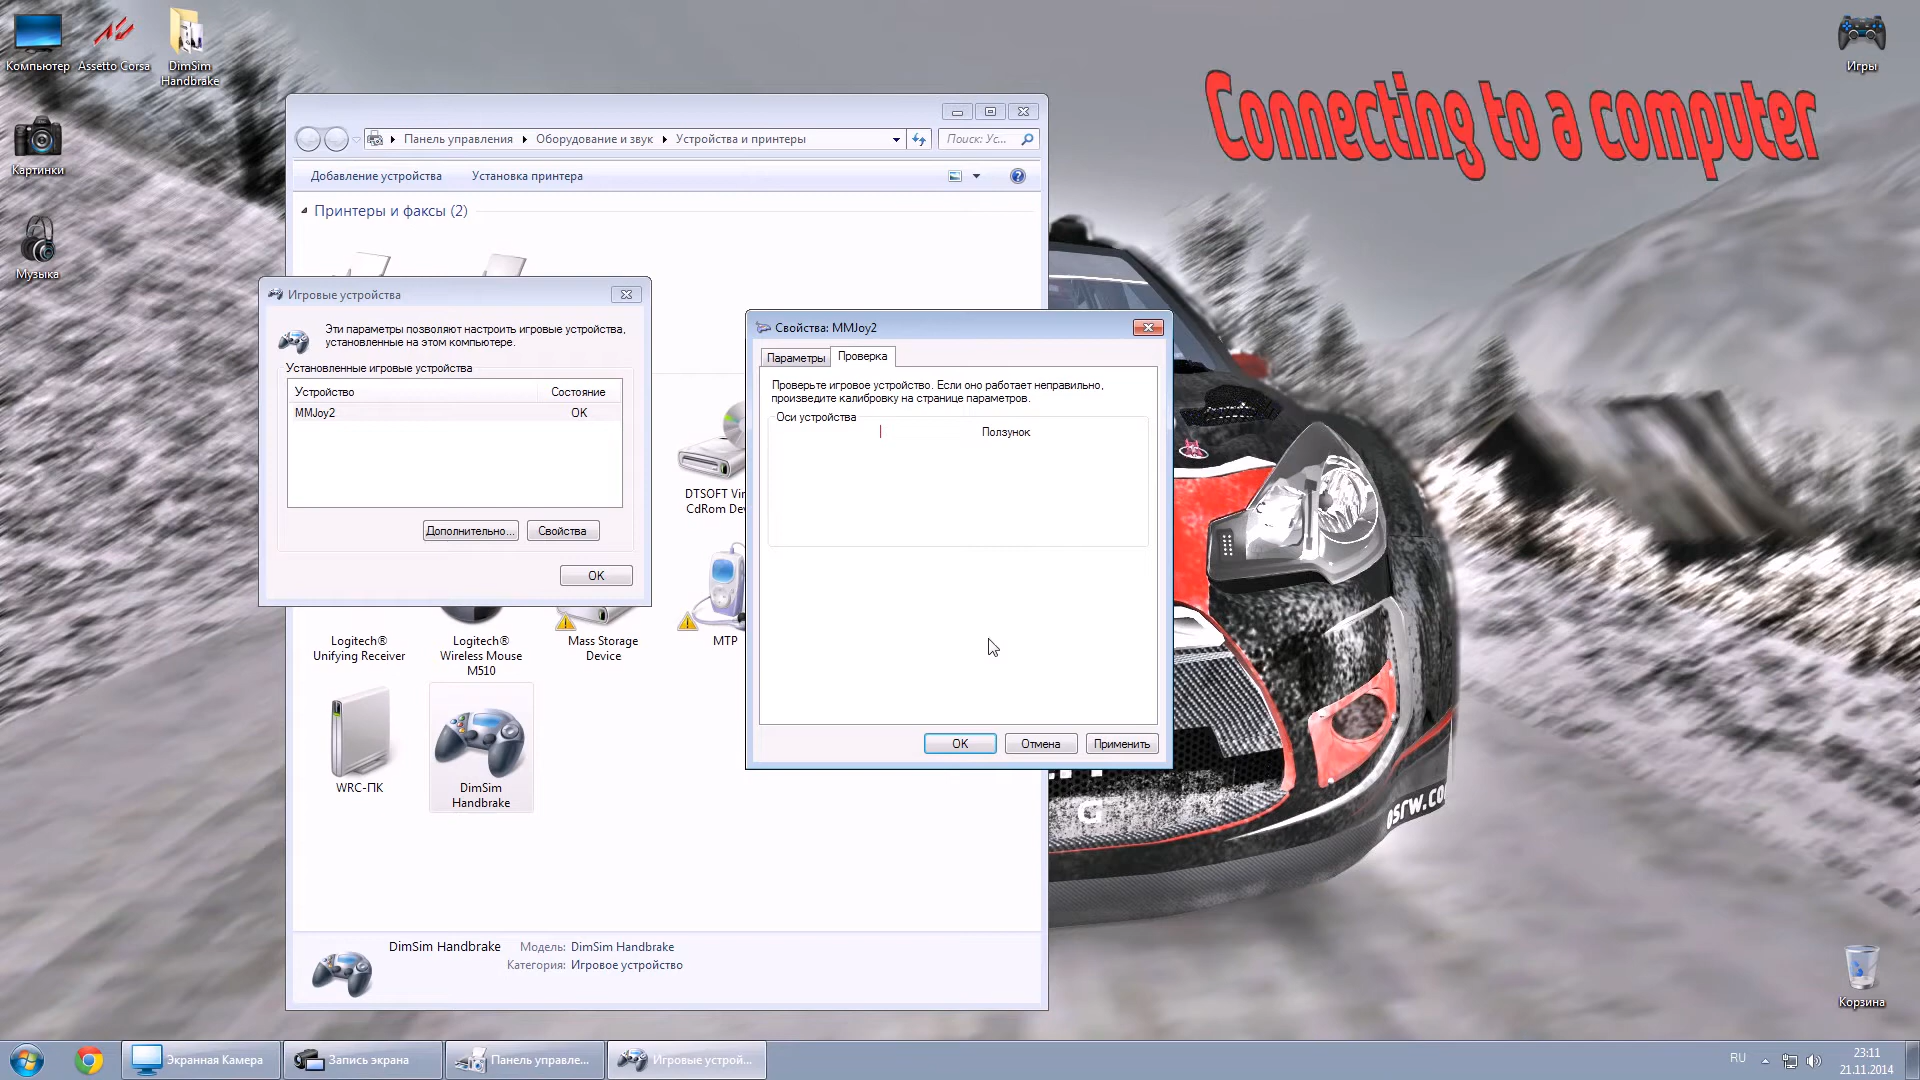 Компьютер
Assetto Corsa
DimSim
Handbrake
Игры
Connecting to a computer
Панель управления
Оборудование и звук
Устройства и принтеры
Поиск: Ус...
Картинки
Добавление устройства
Установка принтера
Принтеры и факсы (2)
Музыка
Игровые устройства
Эти параметры позволяют настроить игровые устройства,
установленные на этом компьютере.
Установленные игровые устройства
Устройство
Состояние
MMJoy2
OK
Дополнительно...
Свойства
OK
Свойства: MMJoy2
Параметры
Проверка
Проверьте игровое устройство. Если оно работает неправильно,
произведите калибровку на странице параметров.
Оси устройства
Ползунок
OK
Отмена
Применить
DTSOFT Vir
CdRom Dev
Logitech®
Unifying Receiver
Logitech®
Wireless Mouse
M510
Mass Storage
Device
MTP
WRC-ПК
DimSim
Handbrake
DimSim Handbrake
Модель: DimSim Handbrake
Категория: Игровое устройство
Корзина
Экранная Камера
Запись экрана
Панель управле...
Игровые устрой...
RU
23:11
21.11.2014